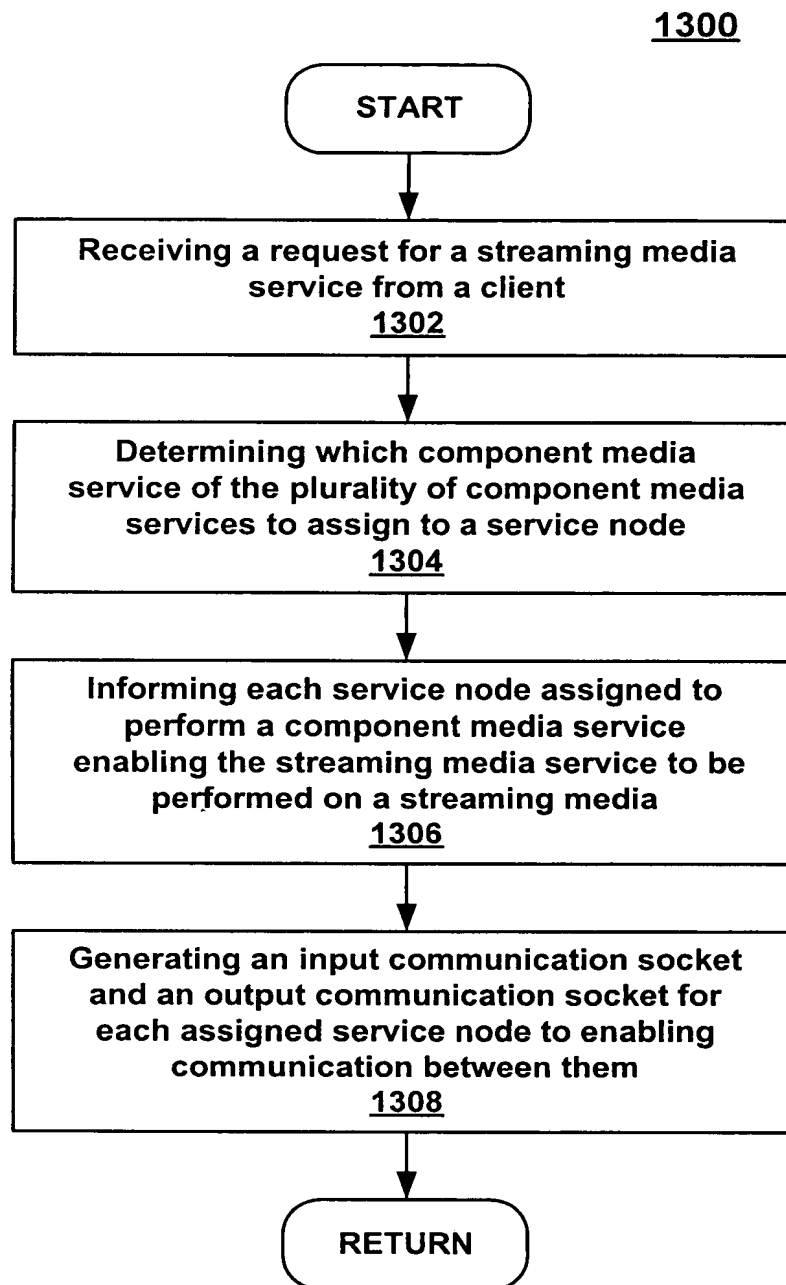 1300
START
Receiving a request for a streaming media
service from a client
1302
Determining which component media
service of the plurality of component media
services to assign to a service node
1304
Informing each service node assigned to
perform a component media service
enabling the streaming media service to be
performed on a streaming media
1306
Generating an input communication socket
and an output communication socket for
each assigned service node to enabling
communication between them
1308
RETURN